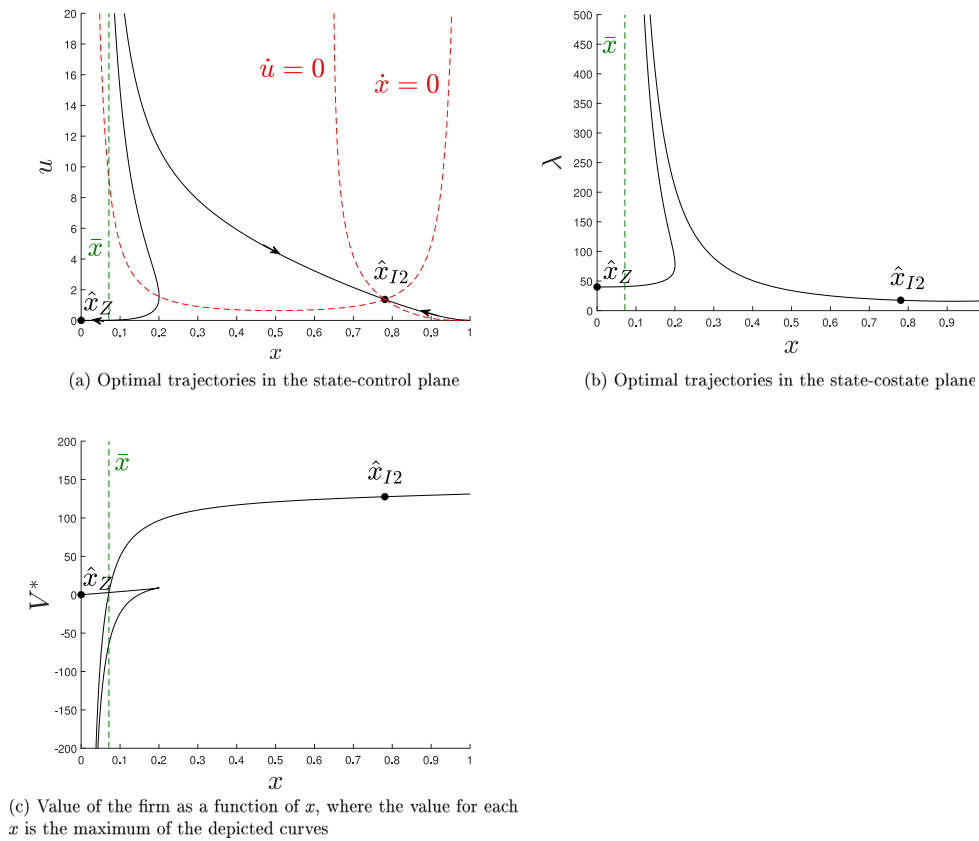 20
18
16
14
12
10
8
6
4
2
0
u
x̄
u̇ = 0
ẋ = 0
x̂_Z
x̂_{I2}
0 0.1 0.2 0.3 0.4 0.5 0.6 0.7 0.8 0.9 1
x
(a) Optimal trajectories in the state-control plane
500
450
400
350
300
250
200
150
100
50
0
λ
x̄
x̂_Z
x̂_{I2}
0 0.1 0.2 0.3 0.4 0.5 0.6 0.7 0.8 0.9
x
(b) Optimal trajectories in the state-costate plane
200
150
100
50
0
-50
-100
-150
-200
V*
x̄
x̂_Z
x̂_{I2}
0 0.1 0.2 0.3 0.4 0.5 0.6 0.7 0.8 0.9 1
x
(c) Value of the firm as a function of x, where the value for each
x is the maximum of the depicted curves